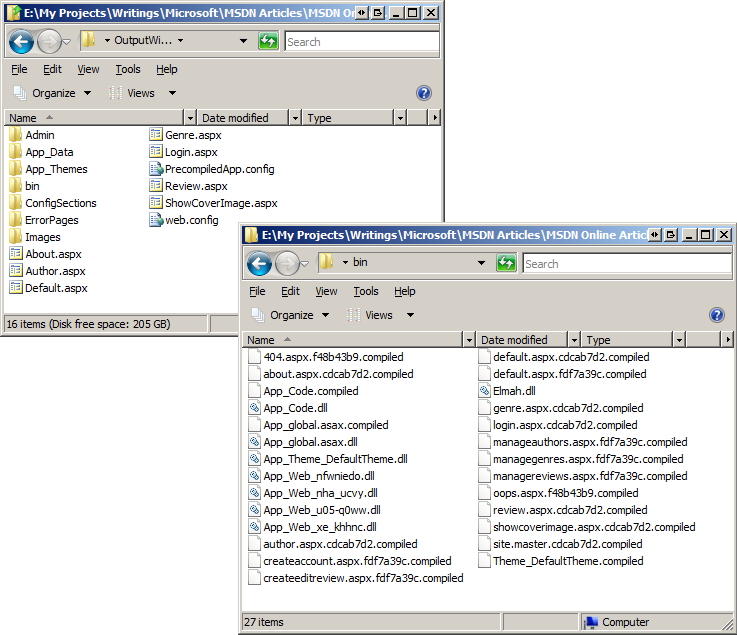 E:\My Projects\Writings\Microsoft\MSDN Articles\MSDN On
OutputWi...
Search
File Edit View Tools Help
Organize Views
Name Date modified Type
Admin
App_Data
App_Themes
bin
ConfigSections
ErrorPages
Images
About.aspx
Author.aspx
Default.aspx
Genre.aspx
Login.aspx
PrecompiledApp.config
Review.aspx
ShowCoverImage.aspx
web.config
16 items (Disk free space: 205 GB)
E:\My Projects\Writings\Microsoft\MSDN Articles\MSDN Online Artic
bin
Search
File Edit View Tools Help
Organize Views
Name Date modified Type
404.aspx.f48b43b9.compiled
about.aspx.cdcab7d2.compiled
App_Code.compiled
App_Code.dll
App_global.asax.compiled
App_global.asax.dll
App_Theme_DefaultTheme.dll
App_Web_nfwniedo.dll
App_Web_nha_ucvy.dll
App_Web_u05-q0ww.dll
App_Web_xe_khhnc.dll
author.aspx.cdcab7d2.compiled
createaccount.aspx.fdf7a39c.compiled
createeditreview.aspx.fdf7a39c.compiled
default.aspx.cdcab7d2.compiled
default.aspx.fdf7a39c.compiled
Elmah.dll
genre.aspx.cdcab7d2.compiled
login.aspx.cdcab7d2.compiled
manageauthors.aspx.fdf7a39c.compiled
managegenres.aspx.fdf7a39c.compiled
managereviews.aspx.fdf7a39c.compiled
oops.aspx.f48b43b9.compiled
review.aspx.cdcab7d2.compiled
showcoverimage.aspx.cdcab7d2.compiled
site.master.cdcab7d2.compiled
Theme_DefaultTheme.compiled
27 items
Computer